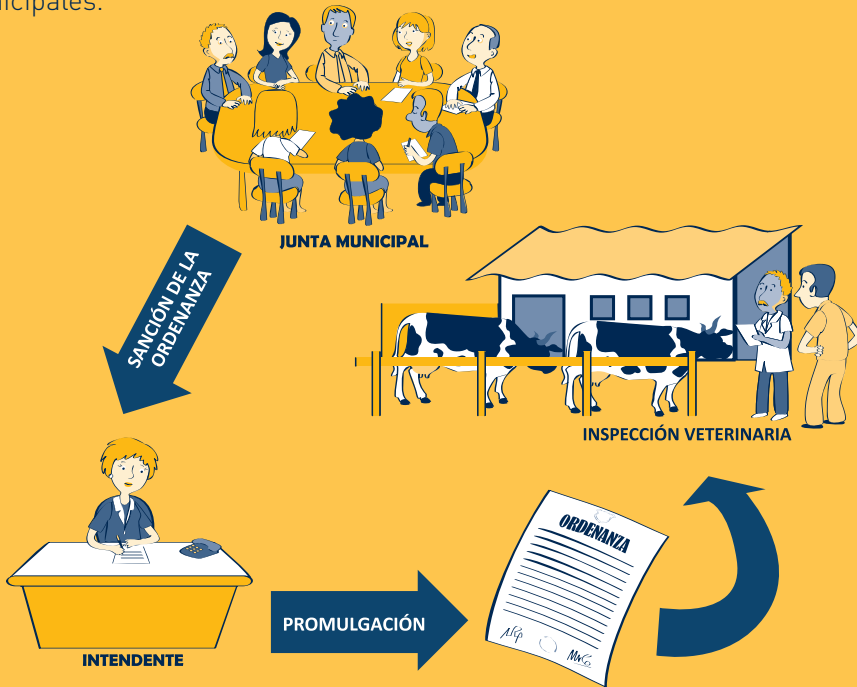 nicipales.
JUNTA MUNICIPAL
SANCIÓN DE LA
ORDENANZA
INSPECCIÓN VETERINARIA
ORDENANZA
PROMULGACIÓN
INTENDENTE